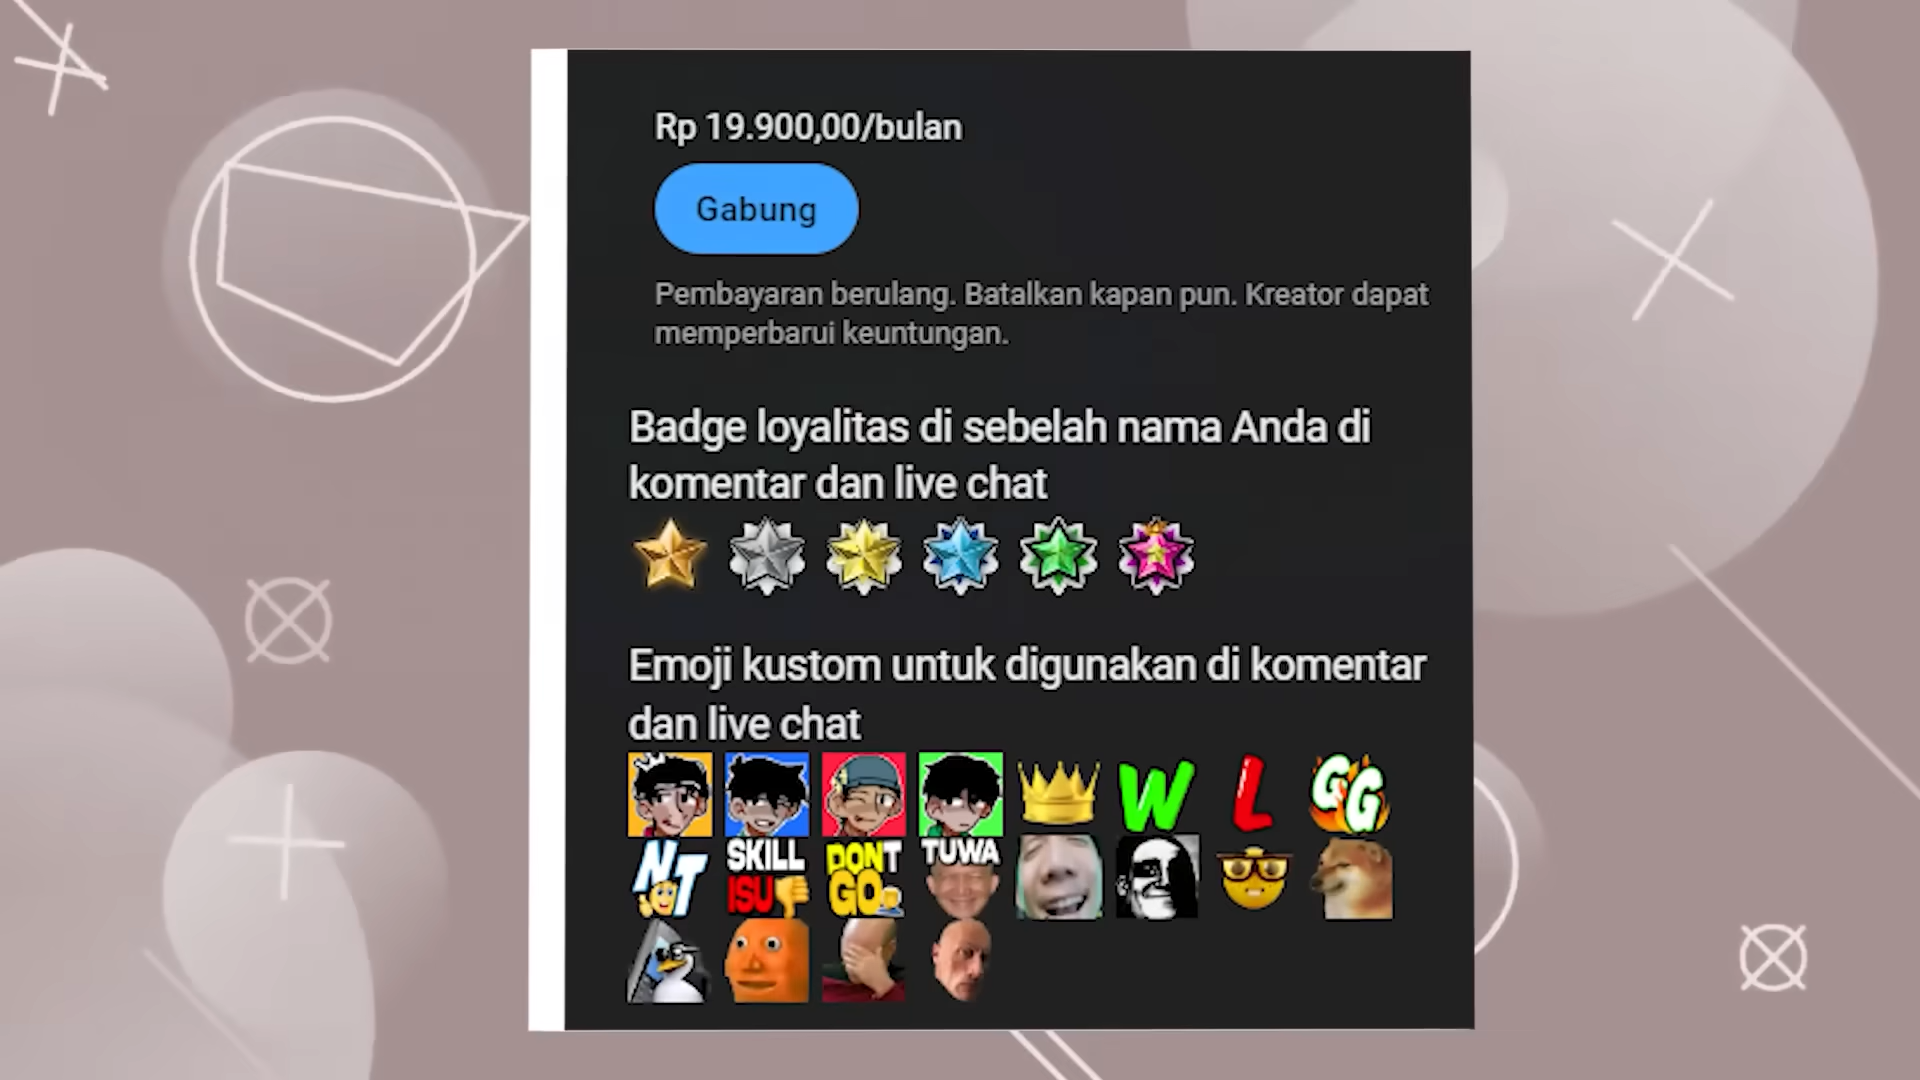 Rp 19.900,00/bulan
Gabung
Pembayaran berulang. Batalkan kapan pun. Kreator dapat
memperbarui keuntungan.
Badge loyalitas di sebelah nama Anda di
komentar dan live chat
Emoji kustom untuk digunakan di komentar
dan live chat
W L GG
NT SKILL DONT TUWA
ISU GO